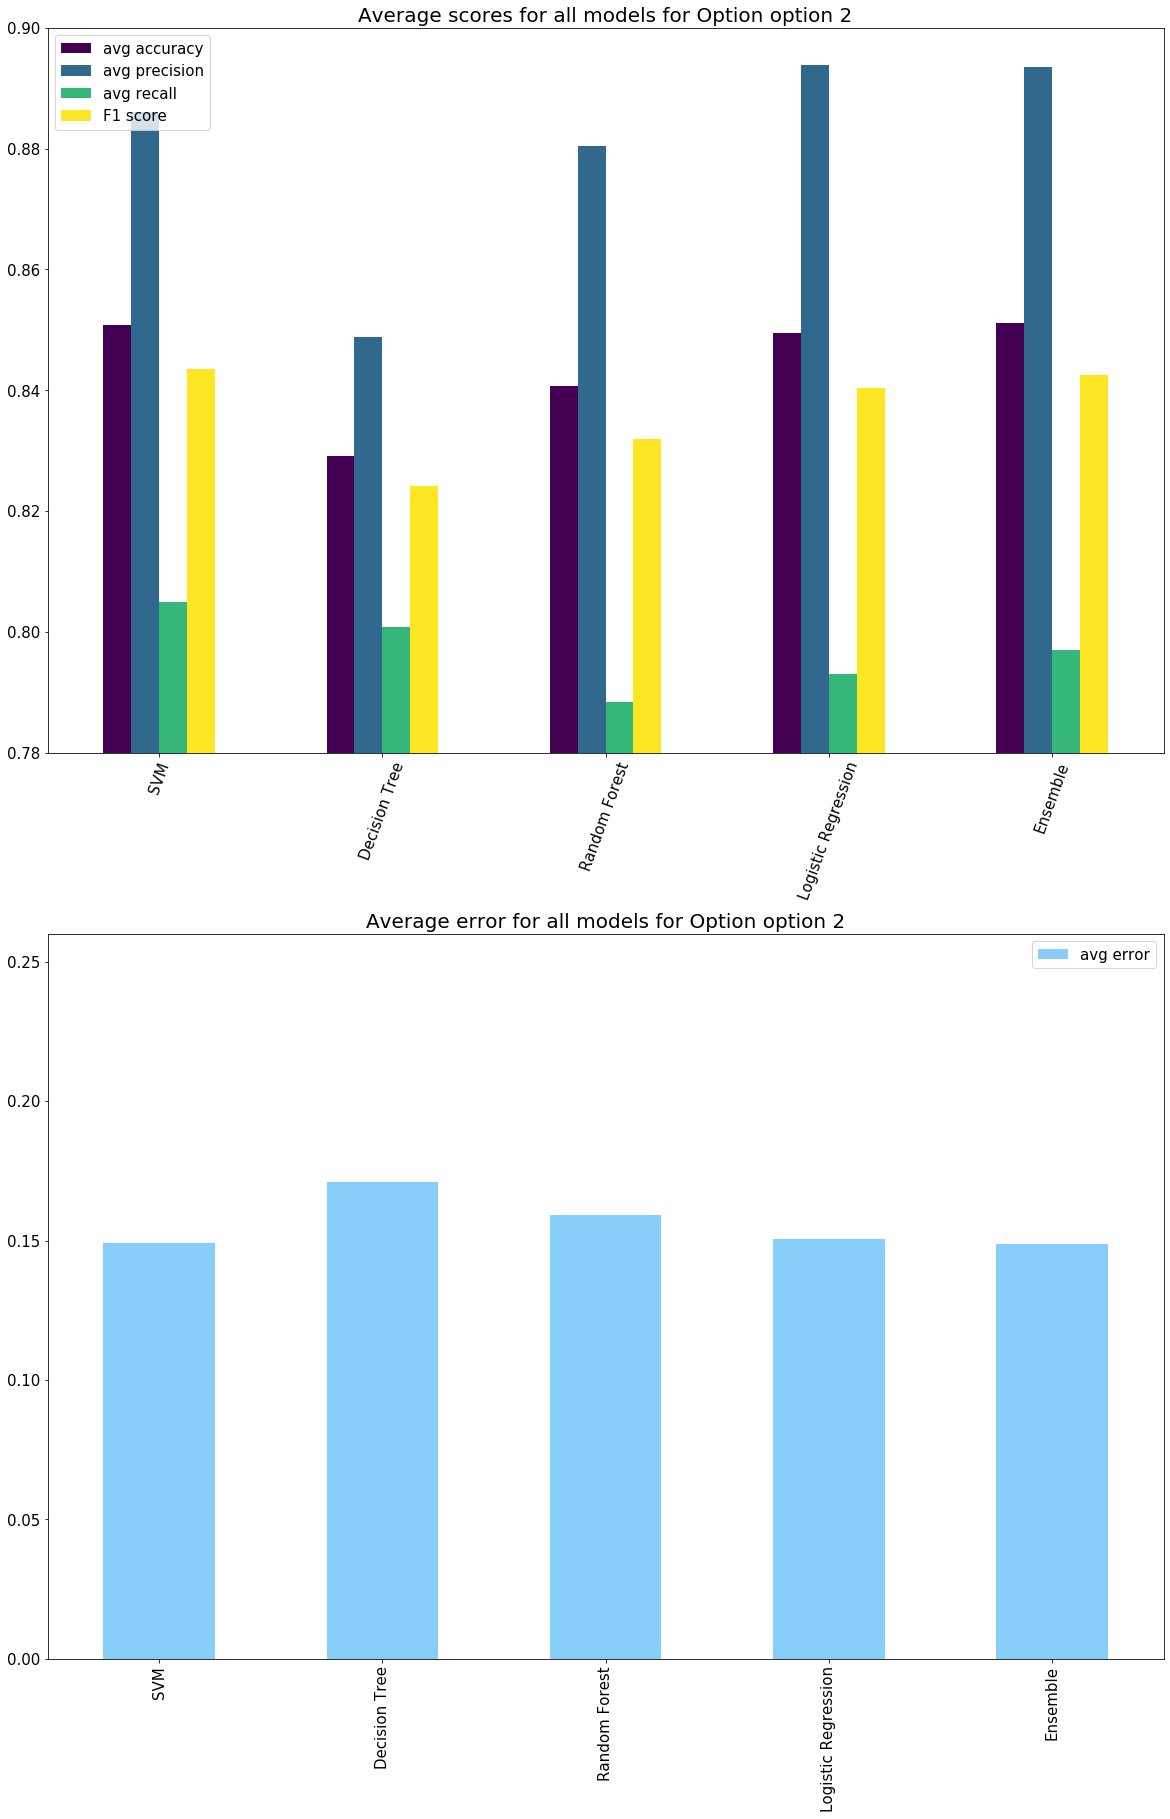 Average scores for all models for Option option 2
0.90
0.88
0.86
0.84
0.82
0.80
0.78
avg accuracy
avg precision
avg recall
F1 score
SVM
Decision Tree
Random Forest
Logistic Regression
Ensemble
Average error for all models for Option option 2
0.25
0.20
0.15
0.10
0.05
0.00
avg error
SVM
Decision Tree
Random Forest
Logistic Regression
Ensemble